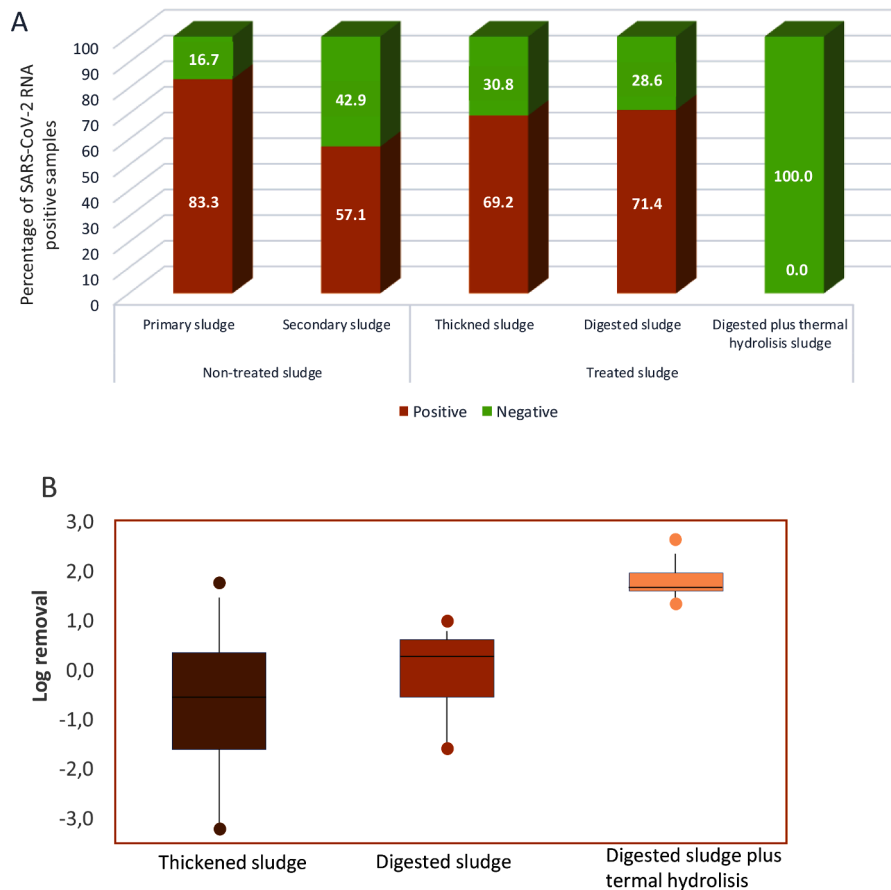 A
Percentage of SARS-CoV-2 RNA
positive samples
100
90
80
70
60
50
40
30
20
10
0
16.7
83.3
42.9
57.1
30.8
69.2
28.6
71.4
100.0
0.0
Primary sludge
Secondary sludge
Thickned sludge
Digested sludge
Digested plus thermal
hydrolisis sludge
Non-treated sludge
Treated sludge
Positive
Negative
B
Log removal
3,0
2,0
1,0
0,0
-1,0
-2,0
-3,0
Thickened sludge
Digested sludge
Digested sludge plus
termal hydrolisis